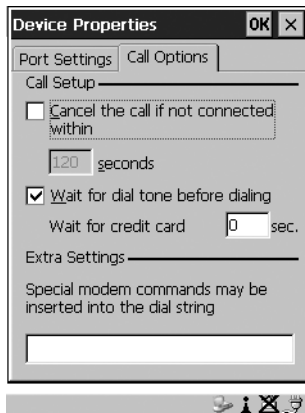 Device Properties OK ×
Port Settings Call Options
Call Setup
Cancel the call if not connected
within
120 seconds
Wait for dial tone before dialing
Wait for credit card 0 sec.
Extra Settings
Special modem commands may be
inserted into the dial string